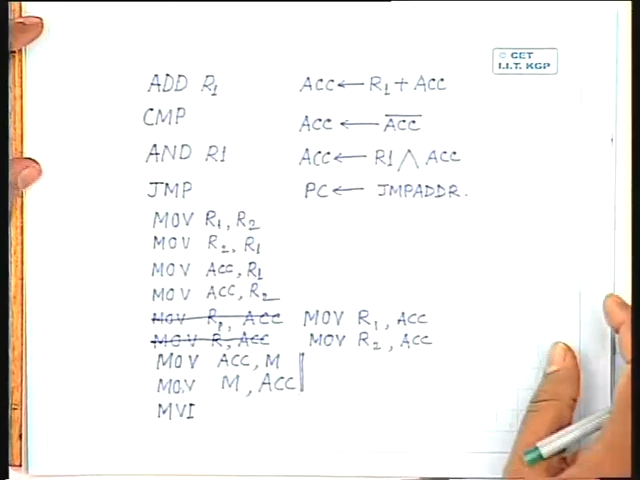 © CET
I.I.T. KGP
ADD R1 ACC ← R1 + ACC
CMP ACC ← A̅C̅C̅
AND R1 ACC ← R1 ∧ ACC
JMP PC ← JMPADDR.
MOV R1, R2
MOV R2, R1
MOV ACC, R1
MOV ACC, R2
MOV R1, ACC MOV R1, ACC
MOV R, ACC MOV R2, ACC
MOV ACC, M
MOV M, ACC
MVI